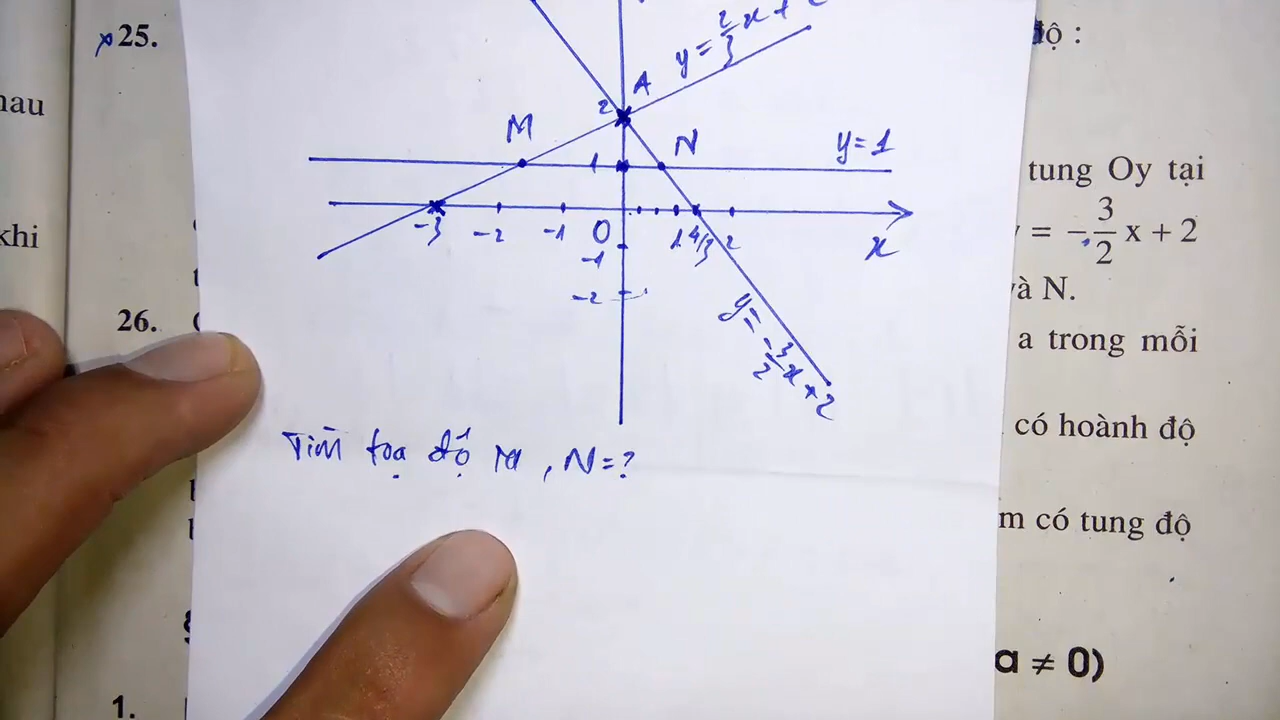 25.
độ :
nau
y = 2/3 x + 2
A
2
M
N
y=1
1
tung Oy tại
-3 -2 -1 O 1 4/3 2
x
khi
y = -3/2 x + 2
-1
-2
và N.
26.
y = -3/2 x + 2
a trong mỗi
có hoành độ
Tìm toạ độ M , N = ?
m có tung độ
a ≠ 0)
1.